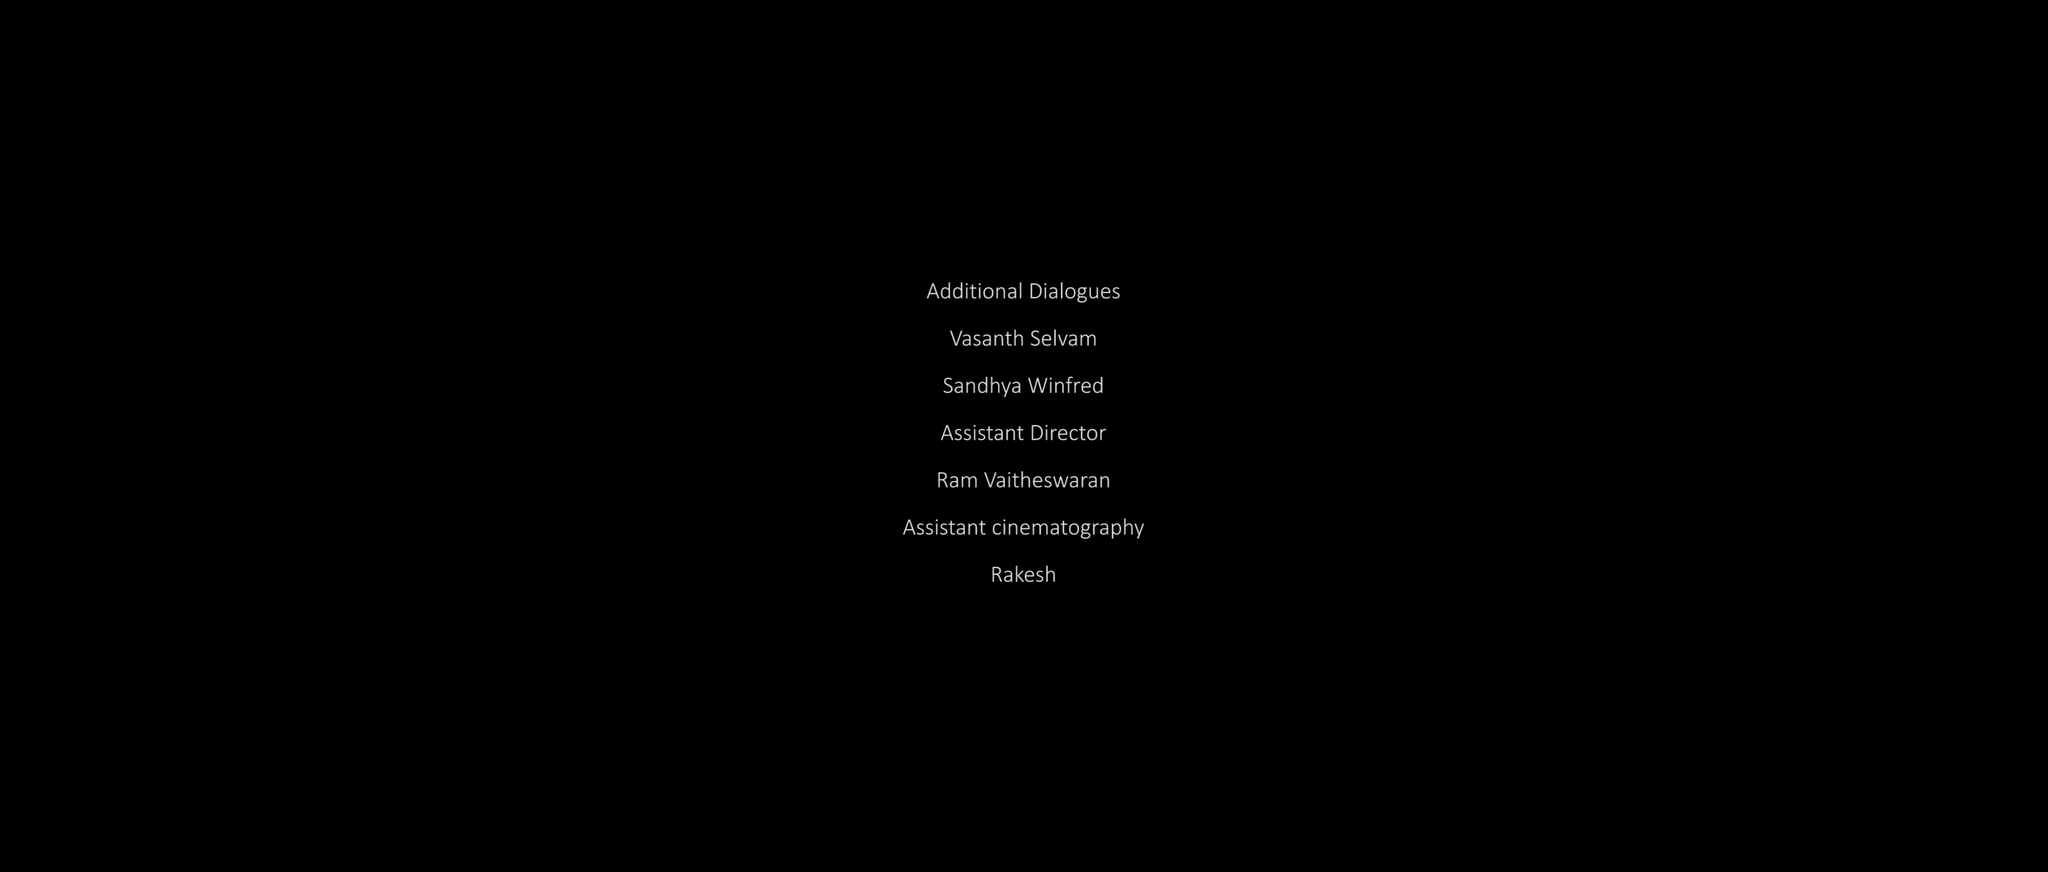 Additional Dialogues
Vasanth Selvam
Sandhya Winfred
Assistant Director
Ram Vaitheswaran
Assistant cinematography
Rakesh